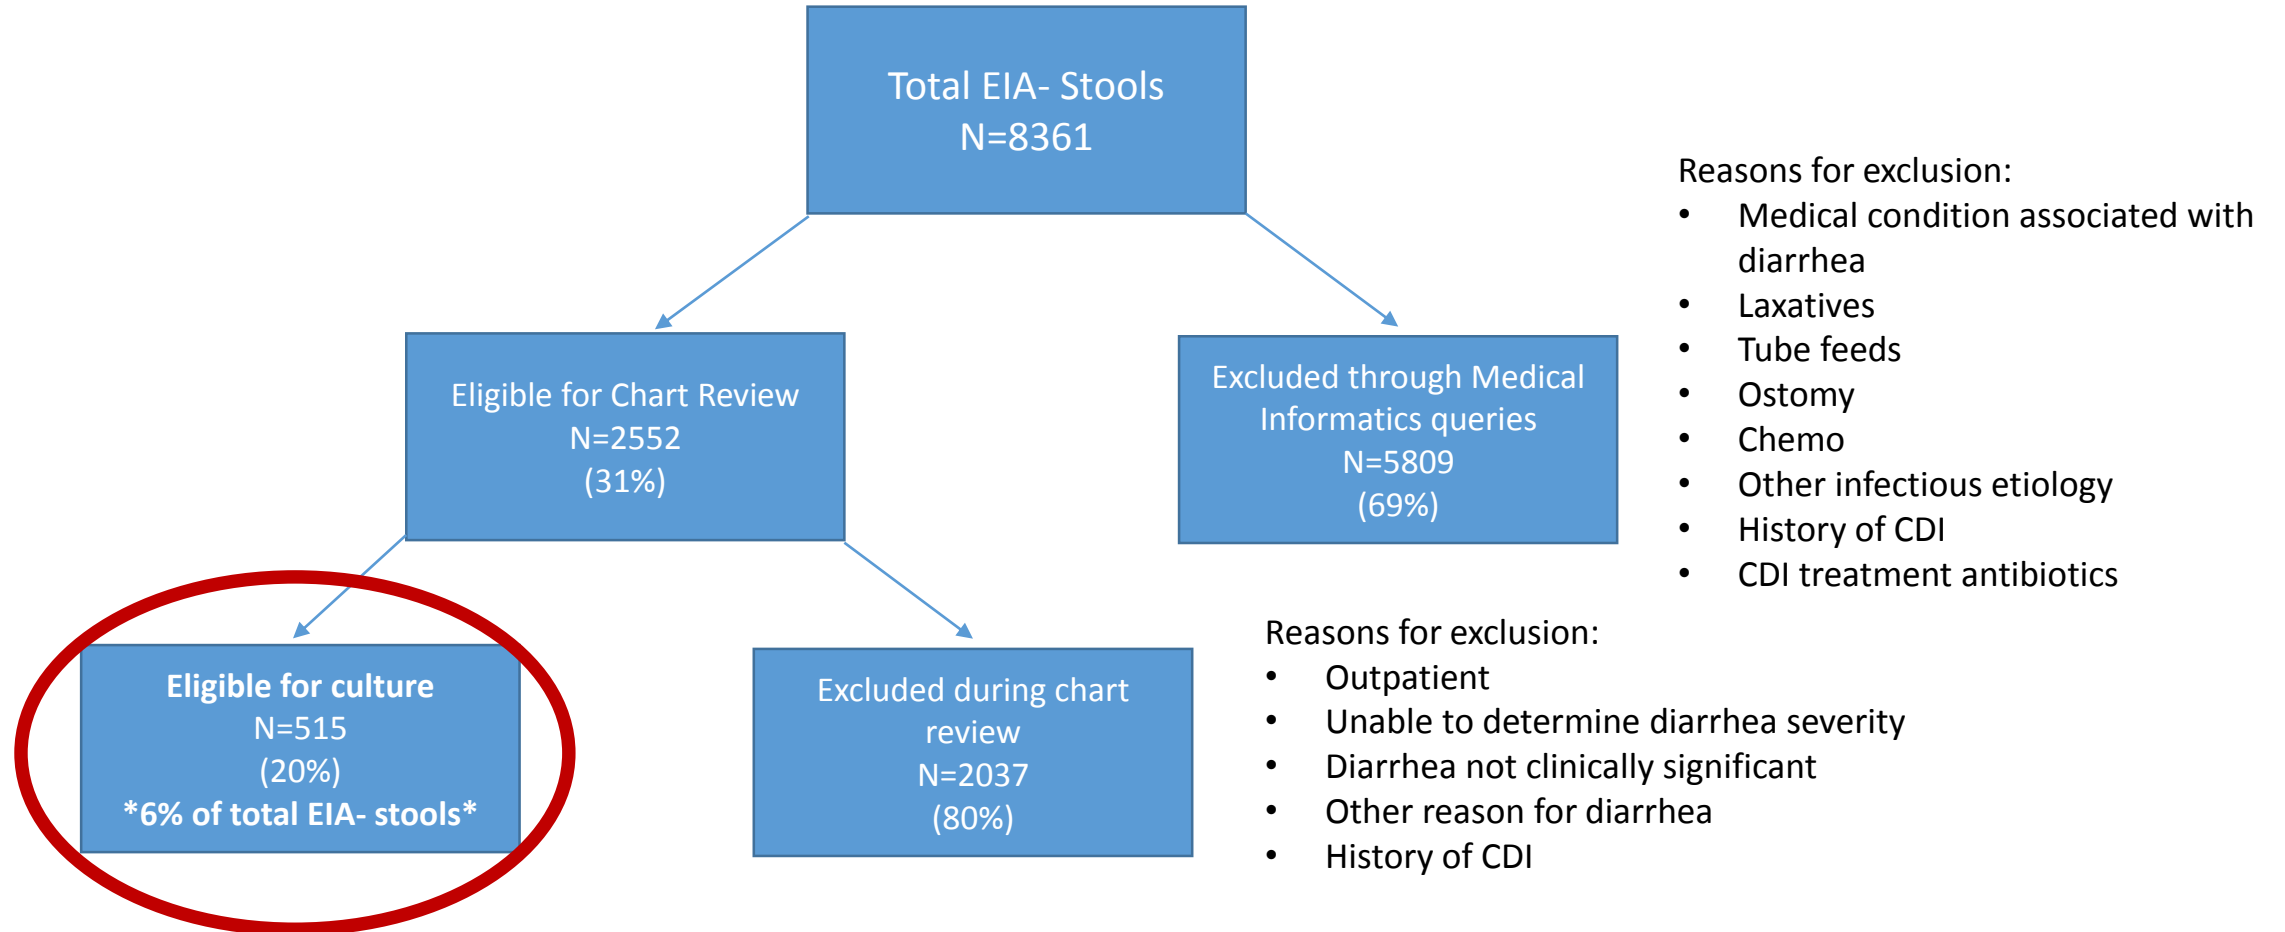 Total EIA- Stools
N=8361
Reasons for exclusion:
• Medical condition associated with
diarrhea
• Laxatives
• Tube feeds
• Ostomy
• Chemo
• Other infectious etiology
• History of CDI
• CDI treatment antibiotics
Eligible for Chart Review
N=2552
(31%)
Excluded through Medical
Informatics queries
N=5809
(69%)
Eligible for culture
N=515
(20%)
*6% of total EIA- stools*
Excluded during chart
review
N=2037
(80%)
Reasons for exclusion:
• Outpatient
• Unable to determine diarrhea severity
• Diarrhea not clinically significant
• Other reason for diarrhea
• History of CDI